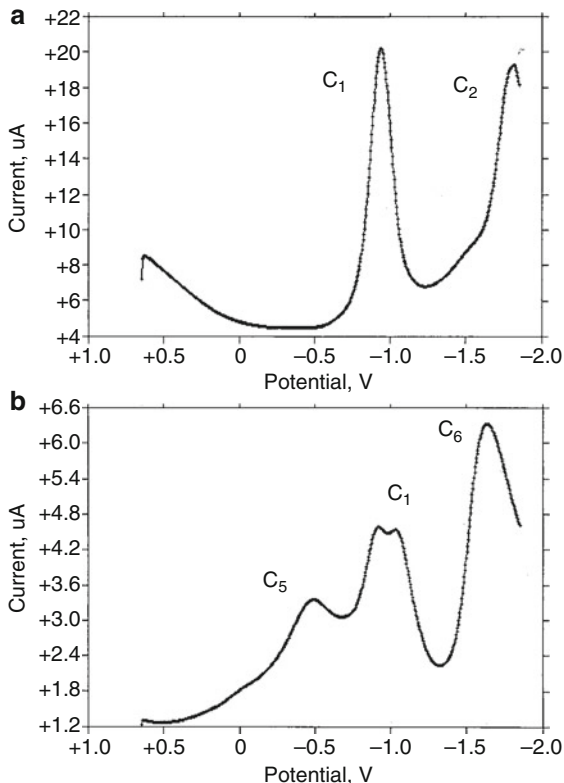 a
+22
+20
+16
+14
+12
+10
+8
+6
+4
Current, uA
C1
C2
+1.0 +0.5 0 −0.5 −1.0 −1.5 −2.0
Potential, V
b
+6.6
+6.0
+5.4
+4.8
+4.2
+3.6
+3.0
+2.4
+1.8
+1.2
Current, uA
C6
C1
C5
+1.0 +0.5 0 −0.5 −1.0 −1.5 −2.0
Potential, V